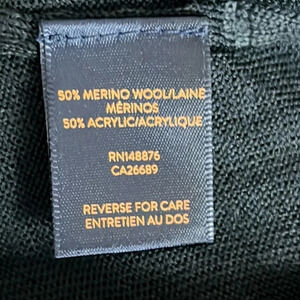 50% MERINO WOOL/LAINE
MÉRINOS
50% ACRYLIC/ACRYLIQUE
RN148876
CA26689
REVERSE FOR CARE
ENTRETIEN AU DOS